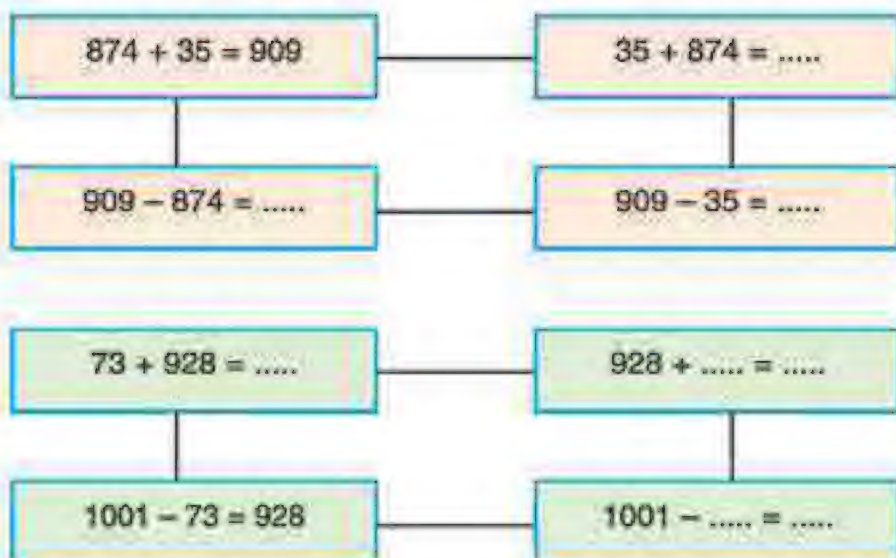 874 + 35 = 909
35 + 874 = .....
909 – 874 = .....
909 – 35 = .....
73 + 928 = .....
928 + ..... = .....
1001 – 73 = 928
1001 – ..... = .....